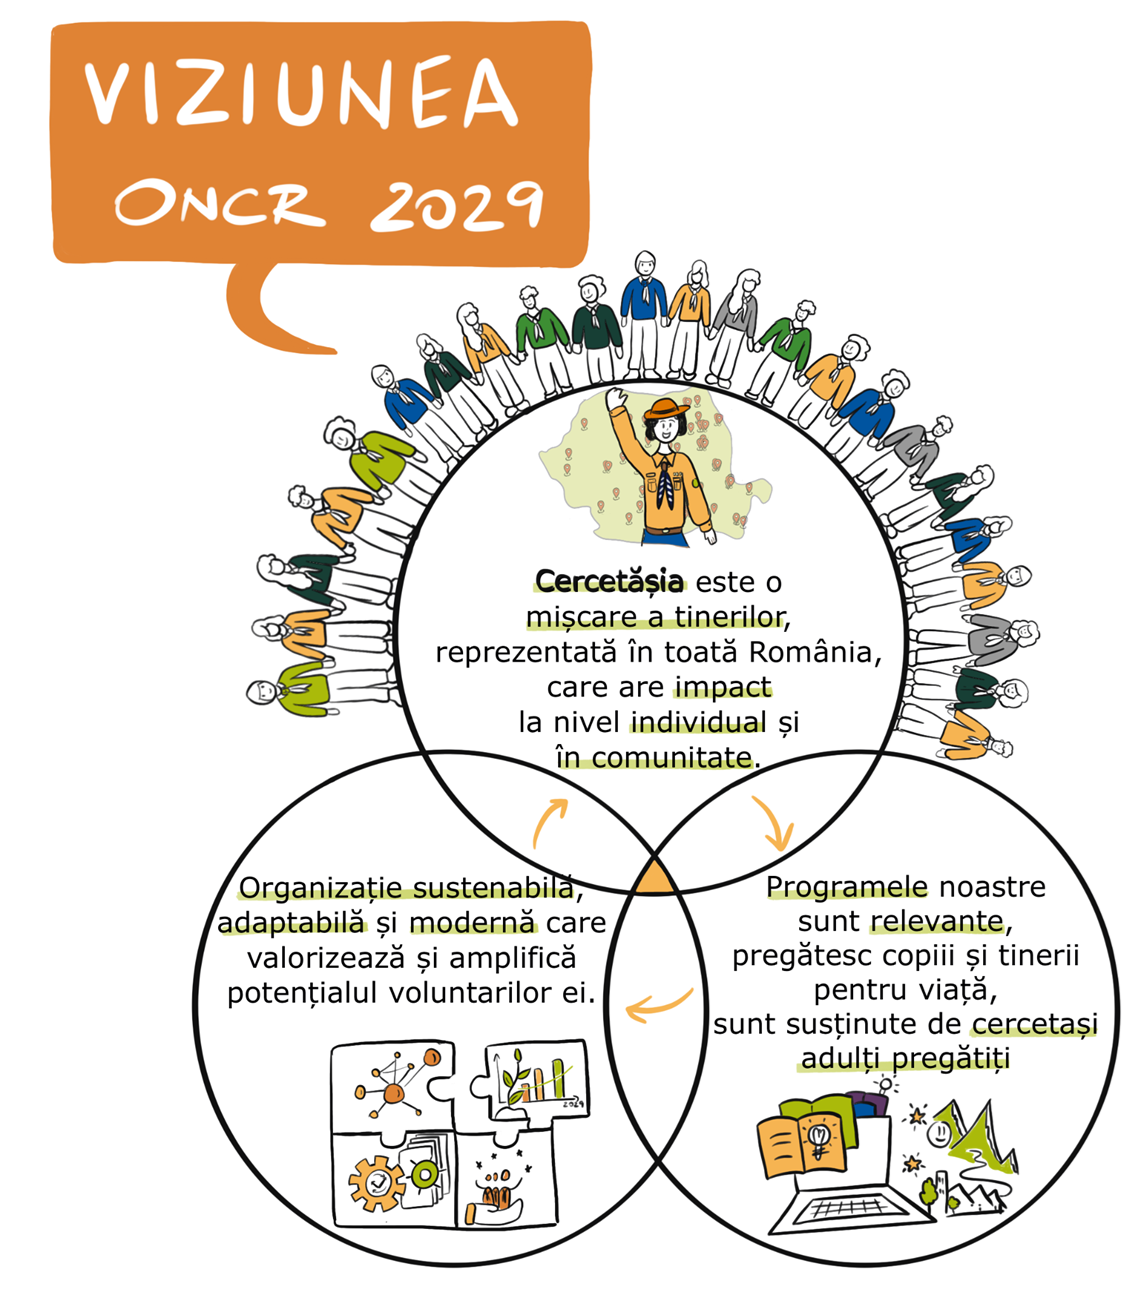 VIZIUNEA
ONCR 2029
Cercetășia este o
mișcare a tinerilor,
reprezentată în toată România,
care are impact
la nivel individual și
în comunitate.
Organizație sustenabilă,
adaptabilă și modernă care
valorizează și amplifică
potențialul voluntarilor ei.
2029
Programele noastre
sunt relevante,
pregătesc copiii și tinerii
pentru viață,
sunt susținute de cercetași
adulți pregătiți